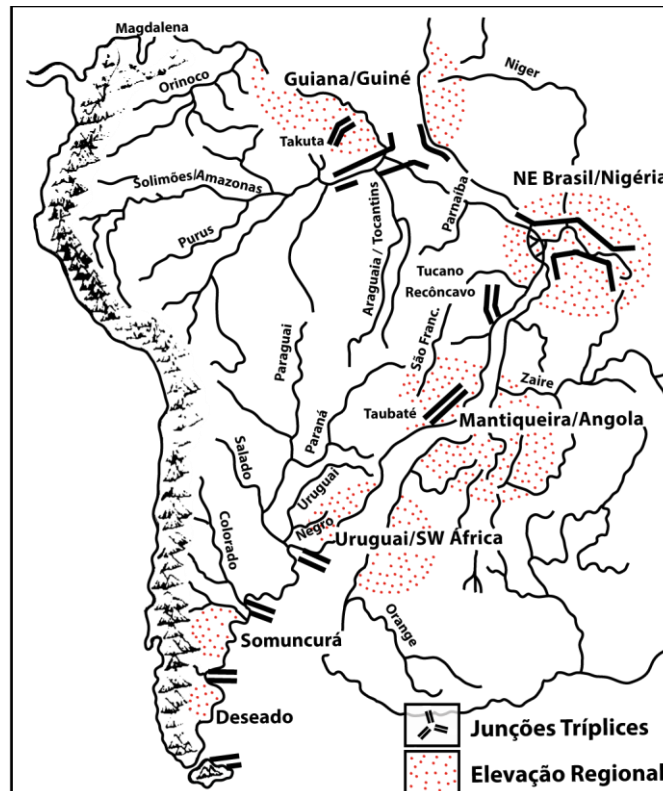 Magdalena
Orinoco
Guiana/Guiné
Niger
Takuta
Solimões/Amazonas
NE Brasil/Nigéria
Parnaíba
Purus
Araguaia / Tocantins
Tucano
Recôncavo
São Franc.
Paraguai
Zaire
Taubaté
Mantiqueira/Angola
Paraná
Salado
Uruguai
Colorado
Negro
Uruguai/SW África
Orange
Somuncurá
Deseado
Junções Tríplices
Elevação Regional